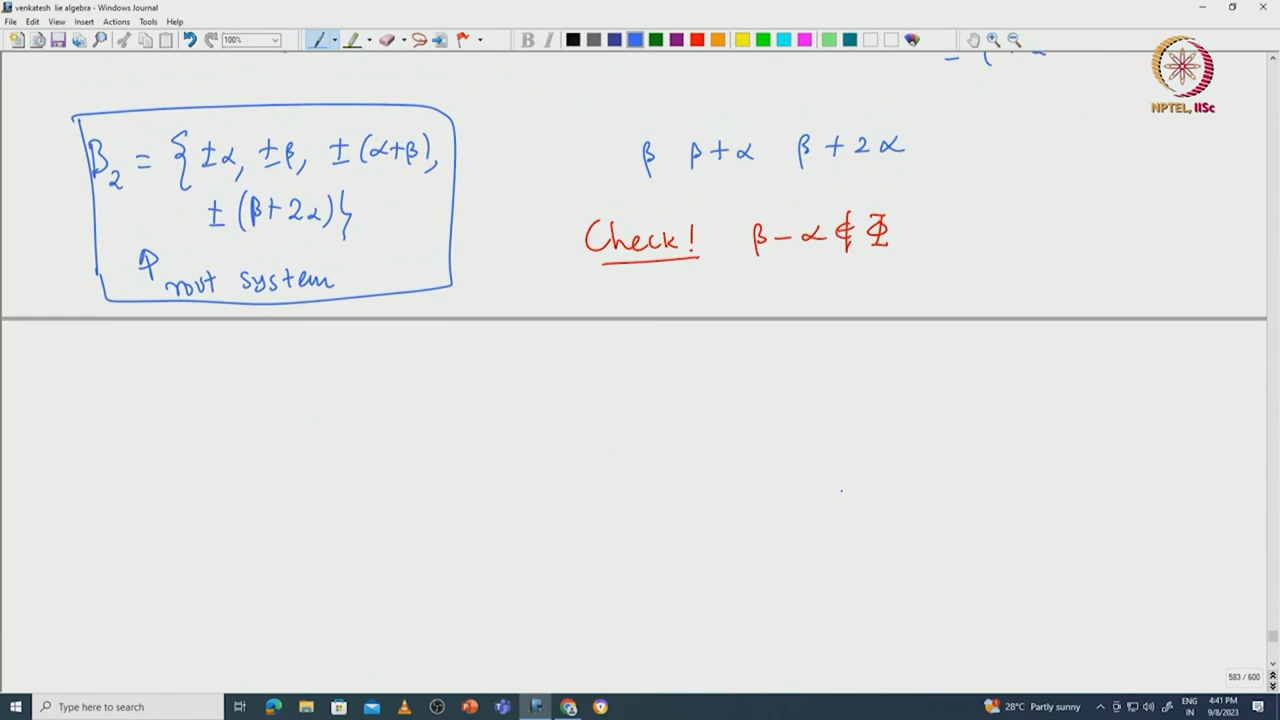 venkatesh lie algebra - Windows Journal
File Edit View Insert Actions Tools Help
100%
NPTEL, IISc
B₂ = { ±α, ±β, ±(α+β),
± (β+2α)}
↑ root system
β β+α β+2α
Check! β-α ∉ Φ
583 / 600
Type here to search
28°C Partly sunny
ENG
IN
4:41 PM
9/8/2023